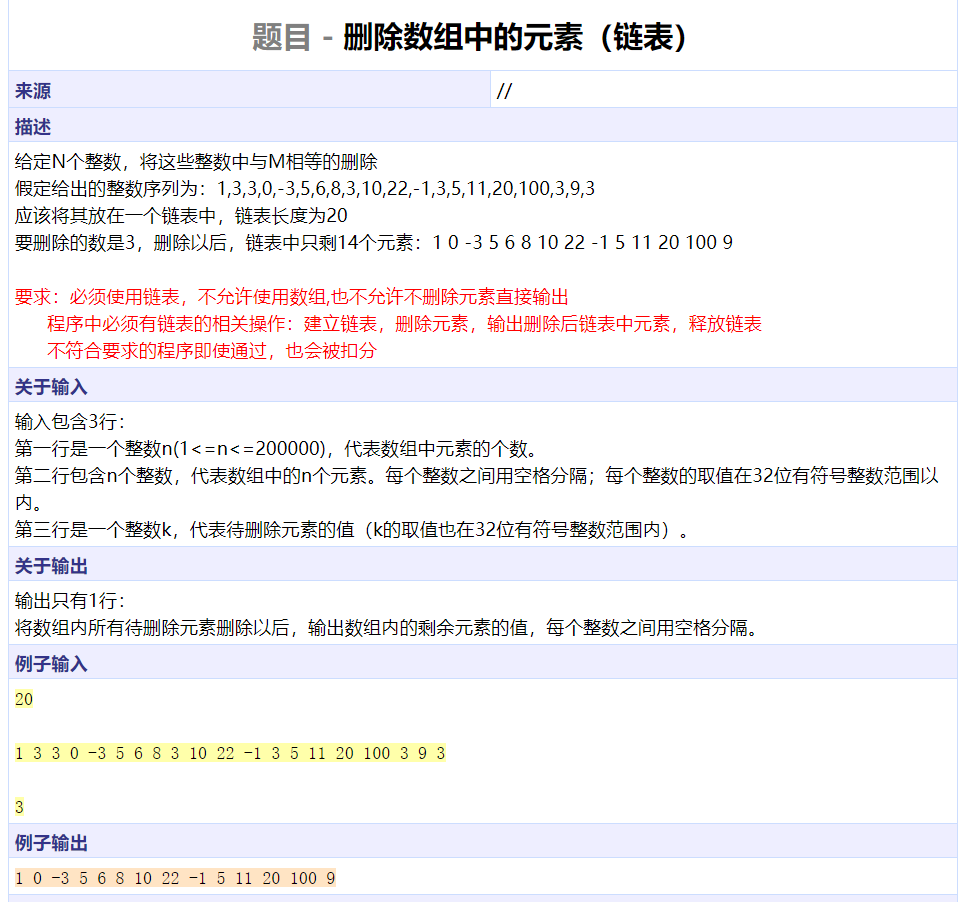 题目 - 删除数组中的元素（链表）
来源 //
描述
给定N个整数，将这些整数中与M相等的删除
假定给出的整数序列为：1,3,3,0,-3,5,6,8,3,10,22,-1,3,5,11,20,100,3,9,3
应该将其放在一个链表中，链表长度为20
要删除的数是3，删除以后，链表中只剩14个元素：1 0 -3 5 6 8 10 22 -1 5 11 20 100 9
要求：必须使用链表，不允许使用数组,也不允许不删除元素直接输出
程序中必须有链表的相关操作：建立链表，删除元素，输出删除后链表中元素，释放链表
不符合要求的程序即使通过，也会被扣分
关于输入
输入包含3行：
第一行是一个整数n(1<=n<=200000)，代表数组中元素的个数。
第二行包含n个整数，代表数组中的n个元素。每个整数之间用空格分隔；每个整数的取值在32位有符号整数范围以
内。
第三行是一个整数k，代表待删除元素的值（k的取值也在32位有符号整数范围内）。
关于输出
输出只有1行：
将数组内所有待删除元素删除以后，输出数组内的剩余元素的值，每个整数之间用空格分隔。
例子输入
20
1 3 3 0 -3 5 6 8 3 10 22 -1 3 5 11 20 100 3 9 3
3
例子输出
1 0 -3 5 6 8 10 22 -1 5 11 20 100 9